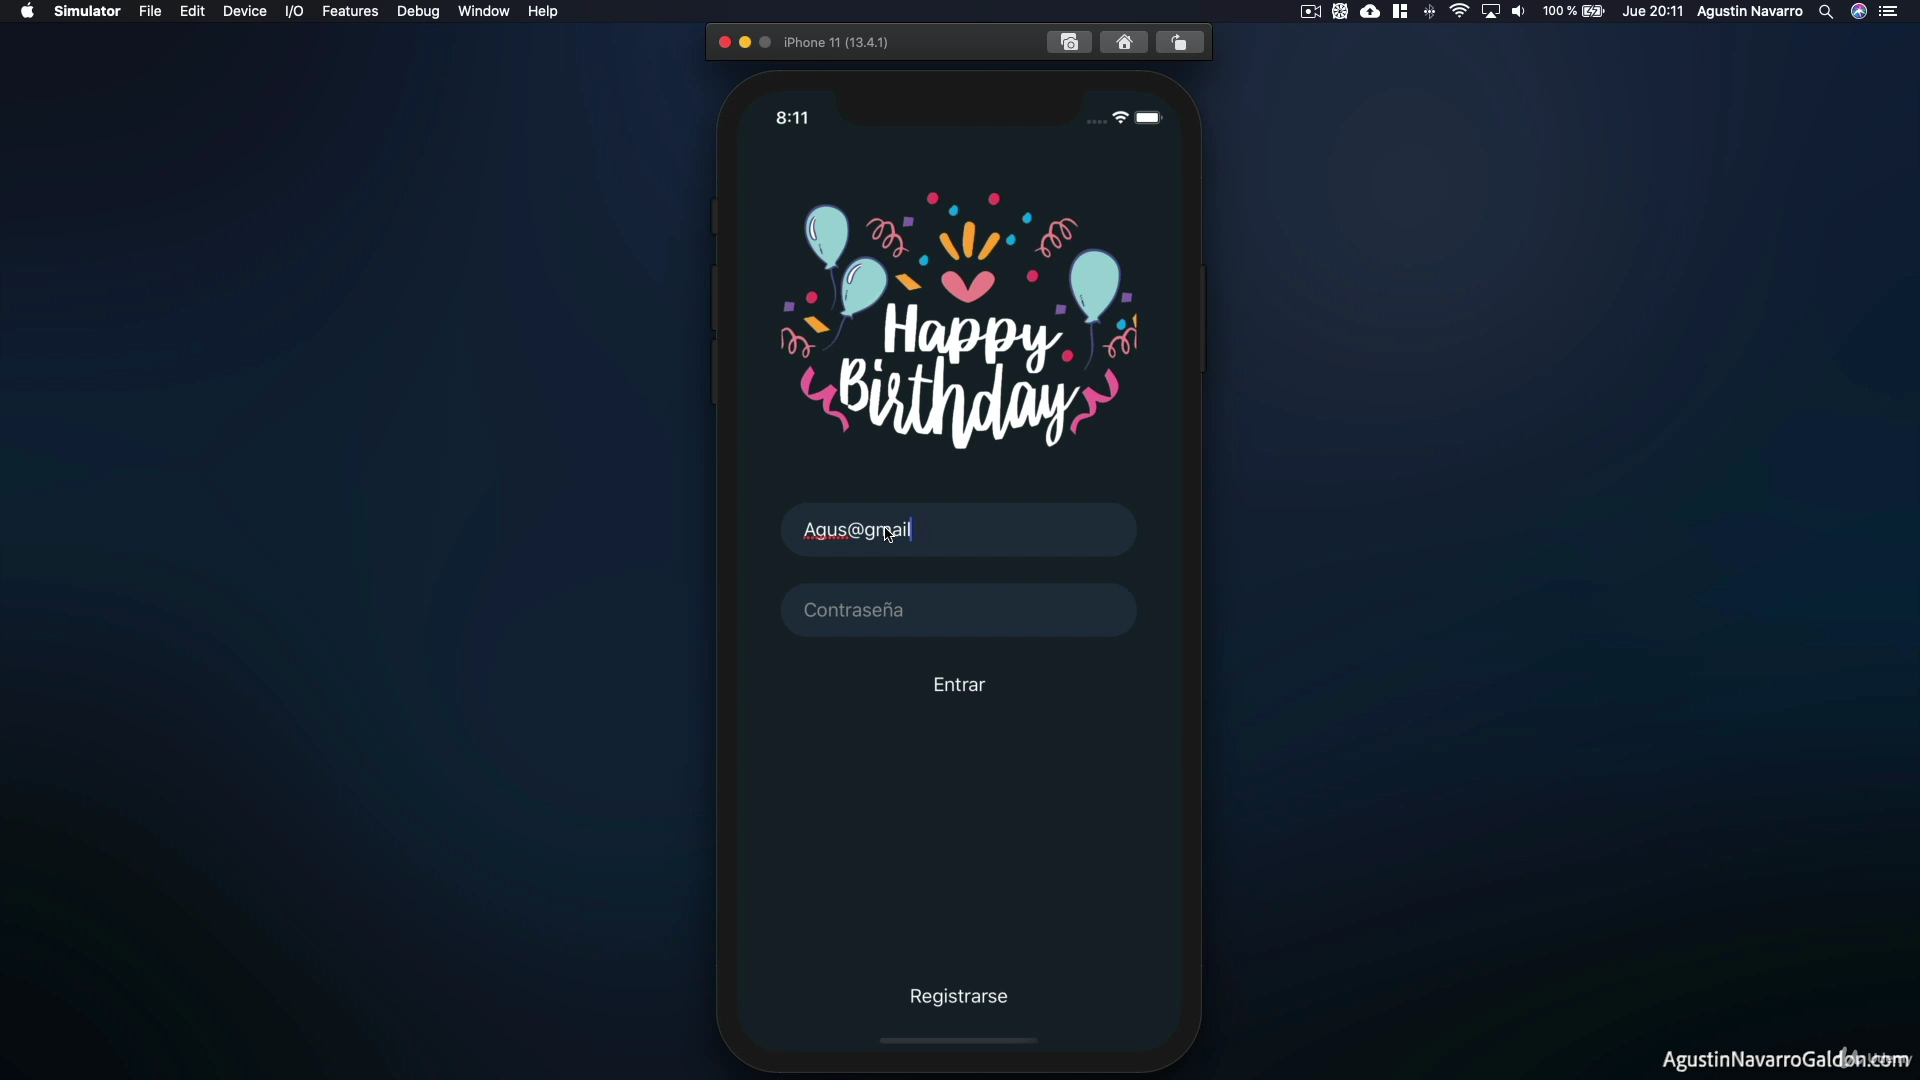 Simulator File Edit Device I/O Features Debug Window Help 100 % Jue 20:11 Agustin Navarro
iPhone 11 (13.4.1)
8:11
Happy
Birthday
Agus@gmail
Contraseña
Entrar
Registrarse
AgustinNavarroGaldon.com